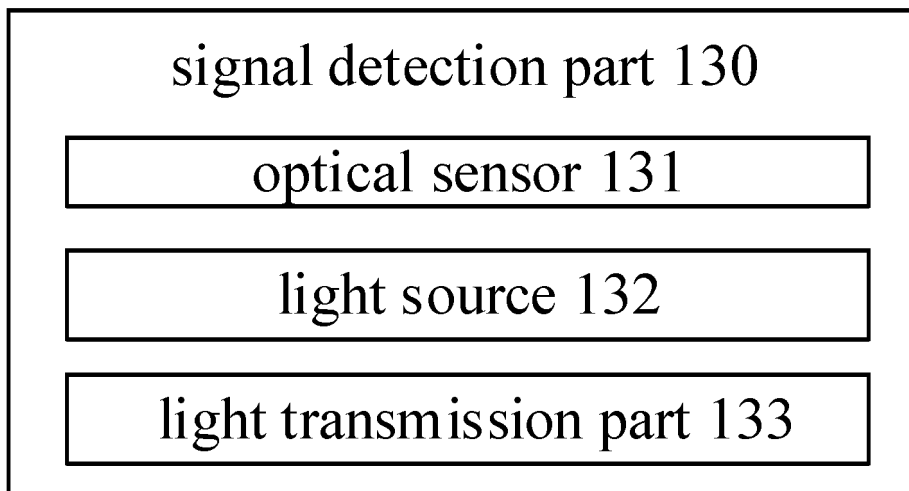 signal detection part 130
optical sensor 131
light source 132
light transmission part 133